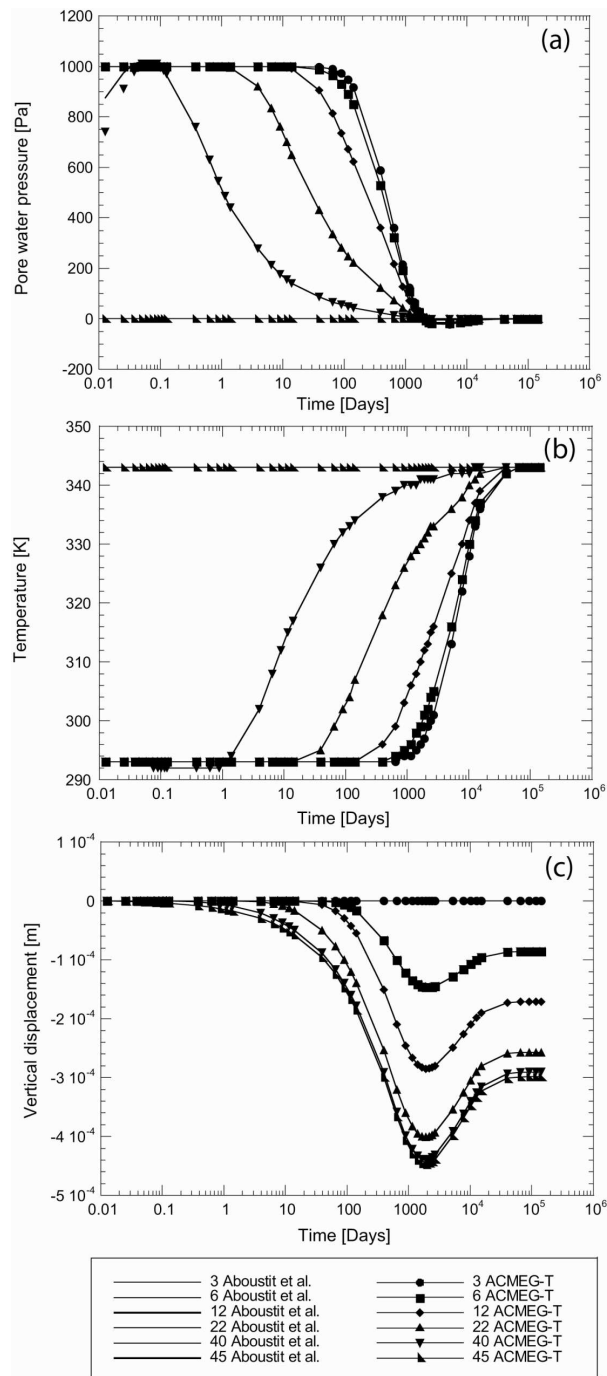 (a)
Pore water pressure [Pa]
1200
1000
800
600
400
200
0
-200
0.01 0.1 1 10 100 1000 10⁴ 10⁵ 10⁶
Time [Days]
(b)
Temperature [K]
350
343
332
322
312
301
290
0.01 0.1 1 10 100 1000 10⁴ 10⁵ 10⁶
Time [Days]
(c)
Vertical displacement [m]
1 10⁻⁴
0
-1 10⁻⁴
-2 10⁻⁴
-3 10⁻⁴
-4 10⁻⁴
-5 10⁻⁴
0.01 0.1 1 10 100 1000 10⁴ 10⁵ 10⁶
Time [Days]
3 Aboustit et al. 3 ACMEG-T
6 Aboustit et al. 6 ACMEG-T
12 Aboustit et al. 12 ACMEG-T
22 Aboustit et al. 22 ACMEG-T
40 Aboustit et al. 40 ACMEG-T
45 Aboustit et al. 45 ACMEG-T